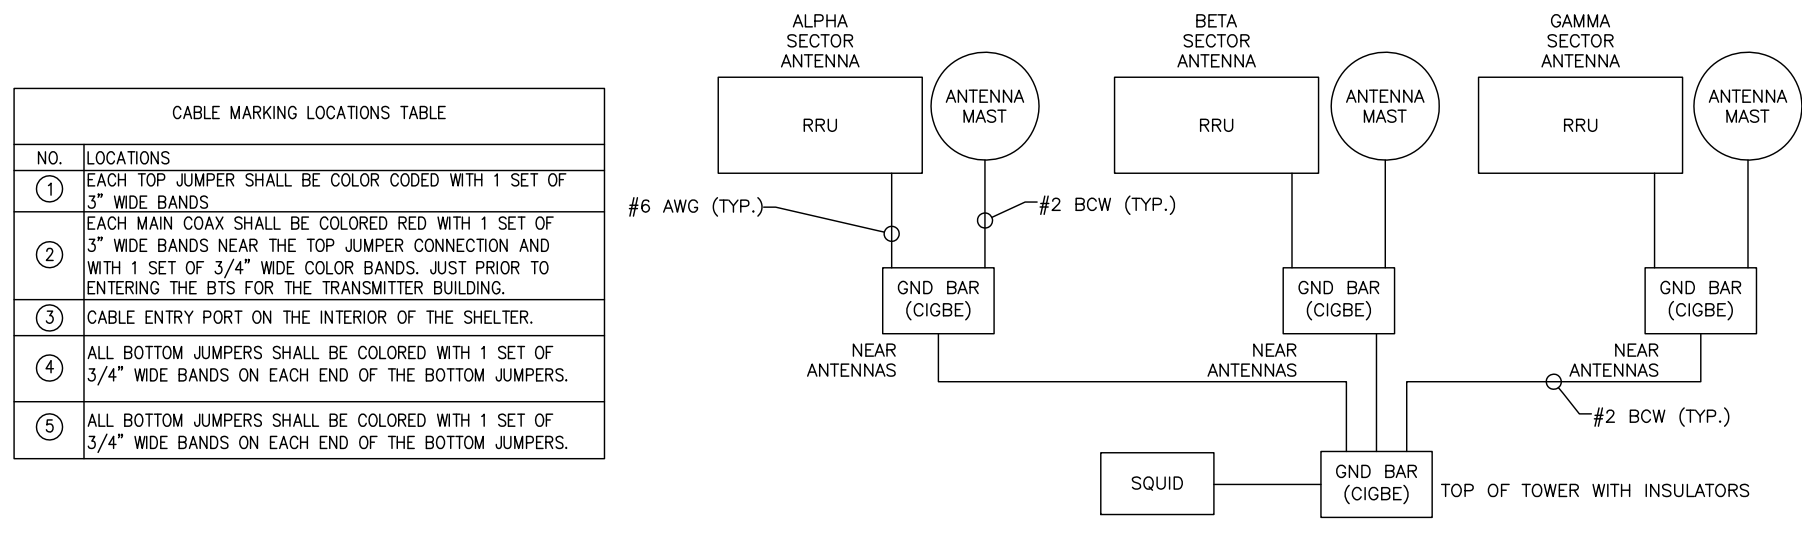 CABLE MARKING LOCATIONS TABLE
NO. LOCATIONS
1 EACH TOP JUMPER SHALL BE COLOR CODED WITH 1 SET OF
3" WIDE BANDS
2 EACH MAIN COAX SHALL BE COLORED RED WITH 1 SET OF
3" WIDE BANDS NEAR THE TOP JUMPER CONNECTION AND
WITH 1 SET OF 3/4" WIDE COLOR BANDS. JUST PRIOR TO
ENTERING THE BTS FOR THE TRANSMITTER BUILDING.
3 CABLE ENTRY PORT ON THE INTERIOR OF THE SHELTER.
4 ALL BOTTOM JUMPERS SHALL BE COLORED WITH 1 SET OF
3/4" WIDE BANDS ON EACH END OF THE BOTTOM JUMPERS.
5 ALL BOTTOM JUMPERS SHALL BE COLORED WITH 1 SET OF
3/4" WIDE BANDS ON EACH END OF THE BOTTOM JUMPERS.
ALPHA
SECTOR
ANTENNA
RRU
ANTENNA
MAST
#6 AWG (TYP.)
#2 BCW (TYP.)
GND BAR
(CIGBE)
NEAR
ANTENNAS
BETA
SECTOR
ANTENNA
RRU
ANTENNA
MAST
GND BAR
(CIGBE)
NEAR
ANTENNAS
GAMMA
SECTOR
ANTENNA
RRU
ANTENNA
MAST
GND BAR
(CIGBE)
NEAR
ANTENNAS
#2 BCW (TYP.)
SQUID
GND BAR
(CIGBE)
TOP OF TOWER WITH INSULATORS